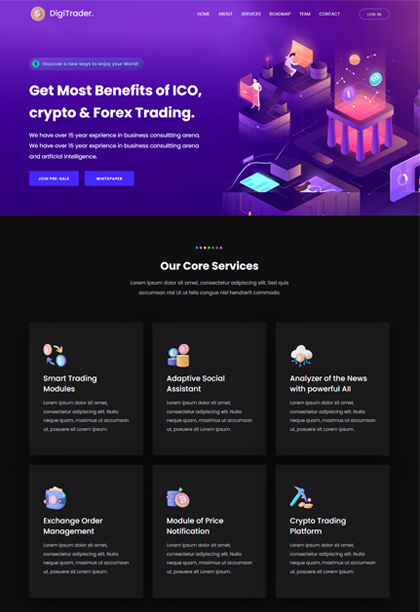 DigiTrader.
HOME ABOUT SERVICES ROADMAP TEAM CONTACT LOG IN
Discover a new ways to enjoy your World!
Get Most Benefits of ICO,
crypto & Forex Trading.
We have over 15 year exprience in business consultting arena.
We have over 15 year exprience in business consultting arena
and artficial intelligence.
JOIN PRE-SALE WHITEPAPER
Our Core Services
Lorem ipsum dolor sit amet, consectetur adipiscing elit. Sed quis
accumsan nisi Ut ut felis congue nisl hendrerit commodo.
Smart Trading
Modules
Lorem ipsum dolor sit amet,
consectetur adipiscing elit. Nulla
neque quam, maximus ut accumsan
ut, posuere sit Lorem ipsum.
Adaptive Social
Assistant
Lorem ipsum dolor sit amet,
consectetur adipiscing elit. Nulla
neque quam, maximus ut accumsan
ut, posuere sit Lorem ipsum.
Analyzer of the News
with powerful AII
Lorem ipsum dolor sit amet,
consectetur adipiscing elit. Nulla
neque quam, maximus ut accumsan
ut, posuere sit Lorem ipsum.
Exchange Order
Management
Lorem ipsum dolor sit amet,
consectetur adipiscing elit. Nulla
neque quam, maximus ut accumsan
ut, posuere sit Lorem ipsum.
Module of Price
Notification
Lorem ipsum dolor sit amet,
consectetur adipiscing elit. Nulla
neque quam, maximus ut accumsan
ut, posuere sit Lorem ipsum.
Crypto Trading
Platform
Lorem ipsum dolor sit amet,
consectetur adipiscing elit. Nulla
neque quam, maximus ut accumsan
ut, posuere sit Lorem ipsum.